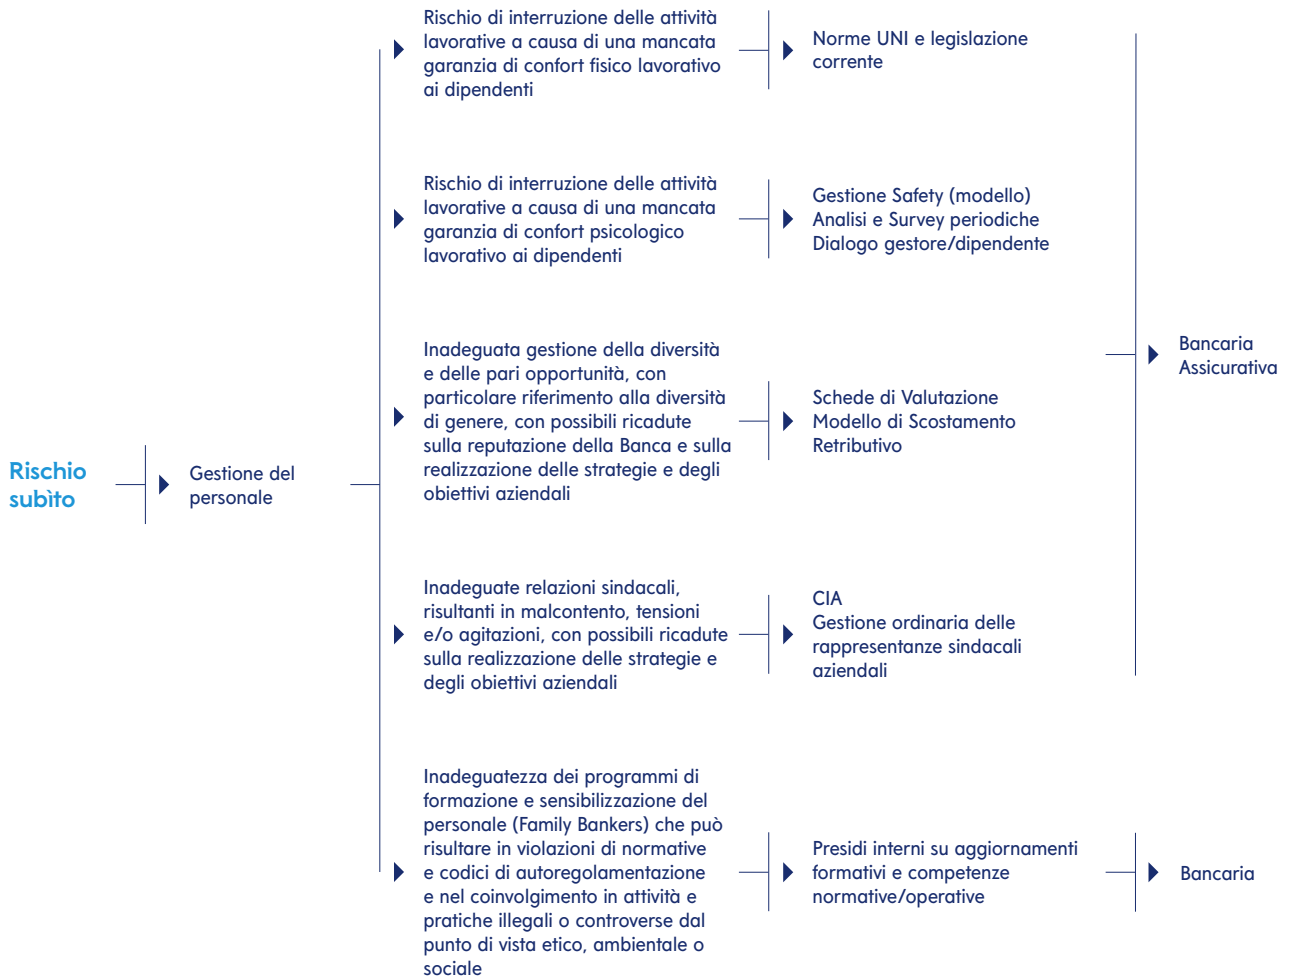 Rischio
subìto
Gestione del
personale
Rischio di interruzione delle attività
lavorative a causa di una mancata
garanzia di confort fisico lavorativo
ai dipendenti
Norme UNI e legislazione
corrente
Rischio di interruzione delle attività
lavorative a causa di una mancata
garanzia di confort psicologico
lavorativo ai dipendenti
Gestione Safety (modello)
Analisi e Survey periodiche
Dialogo gestore/dipendente
Inadeguata gestione della diversità
e delle pari opportunità, con
particolare riferimento alla diversità
di genere, con possibili ricadute
sulla reputazione della Banca e sulla
realizzazione delle strategie e degli
obiettivi aziendali
Schede di Valutazione
Modello di Scostamento
Retributivo
Inadeguate relazioni sindacali,
risultanti in malcontento, tensioni
e/o agitazioni, con possibili ricadute
sulla realizzazione delle strategie e
degli obiettivi aziendali
CIA
Gestione ordinaria delle
rappresentanze sindacali
aziendali
Bancaria
Assicurativa
Inadeguatezza dei programmi di
formazione e sensibilizzazione del
personale (Family Bankers) che può
risultare in violazioni di normative
e codici di autoregolamentazione
e nel coinvolgimento in attività e
pratiche illegali o controverse dal
punto di vista etico, ambientale o
sociale
Presidi interni su aggiornamenti
formativi e competenze
normative/operative
Bancaria